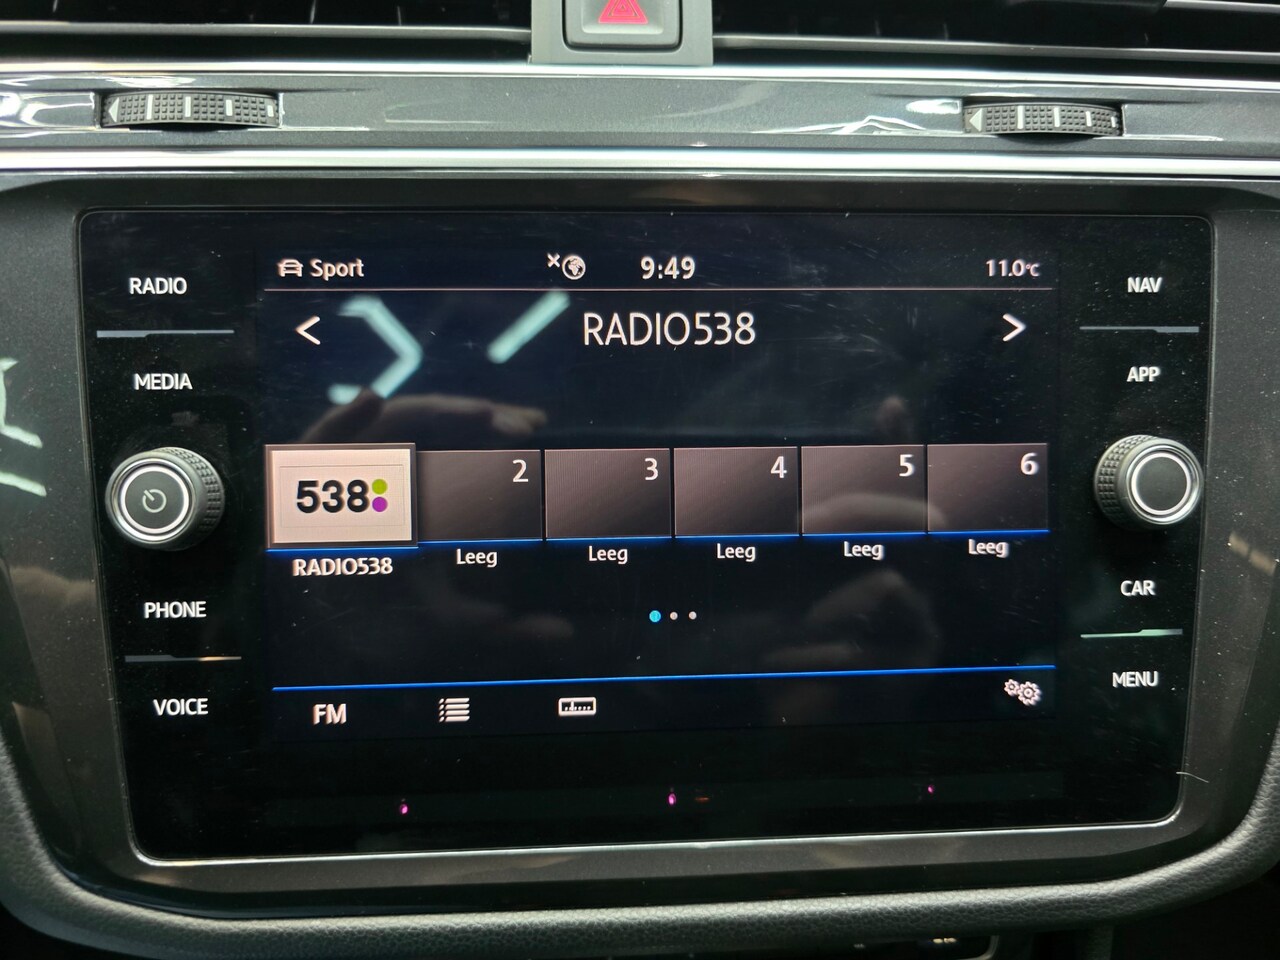 RADIO
MEDIA
PHONE
VOICE
Sport
9:49
11.0°C
RADIO538
538
2
3
4
5
6
RADIO538
Leeg
Leeg
Leeg
Leeg
Leeg
FM
NAV
APP
CAR
MENU